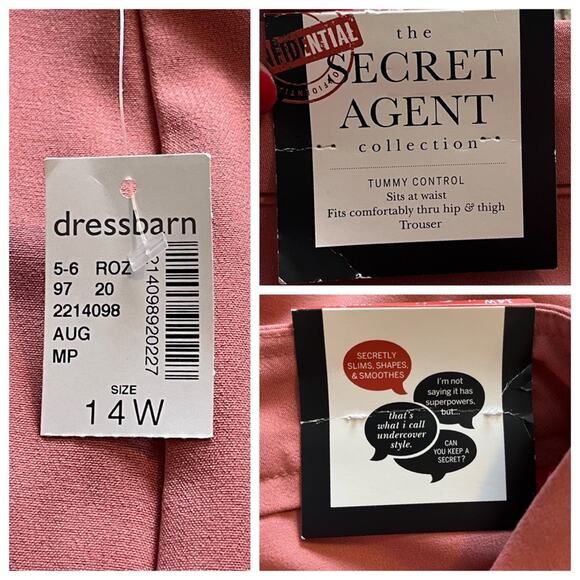 dressbarn
5-6 ROZ
97 20
2214098
AUG
MP
SIZE
14W
CONFIDENTIAL
the
SECRET
AGENT
collection
TUMMY CONTROL
Sits at waist
Fits comfortably thru hip & thigh
Trouser
14W
SECRETLY
SLIMS, SHAPES,
& SMOOTHES
I'm not
saying it has
superpowers,
but...
that's
what i call
undercover
style.
CAN
YOU KEEP A
SECRET?